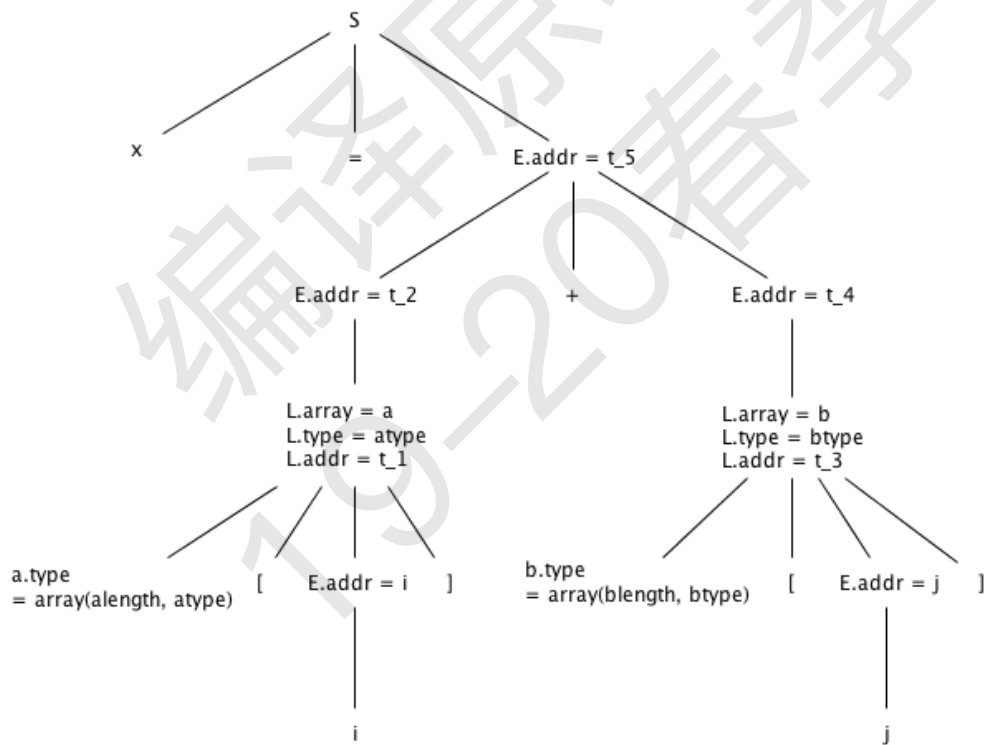 S
x
=
E.addr = t_5
E.addr = t_2
+
E.addr = t_4
L.array = a
L.type = atype
L.addr = t_1
L.array = b
L.type = btype
L.addr = t_3
a.type
= array(alength, atype)
[
E.addr = i
]
b.type
= array(blength, btype)
[
E.addr = j
]
i
j
编译原
19-20春季